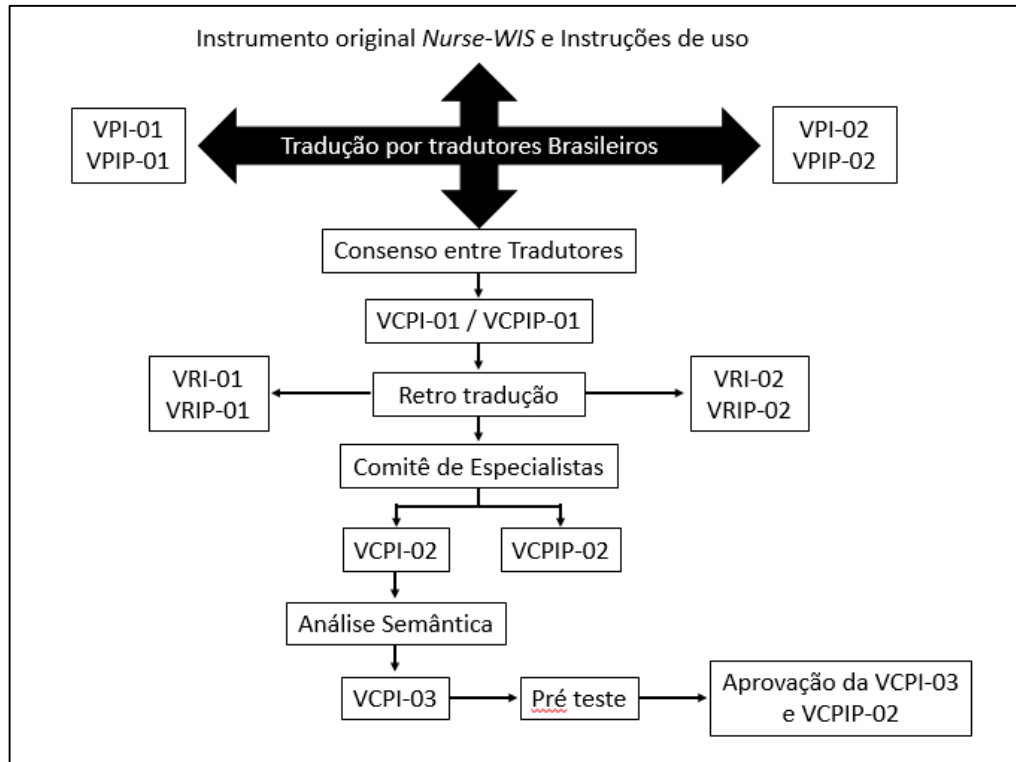 Instrumento original Nurse-WIS e Instruções de uso
VPI-01
VPIP-01
Tradução por tradutores Brasileiros
VPI-02
VPIP-02
Consenso entre Tradutores
VCPI-01 / VCPIP-01
VRI-01
VRIP-01
Retro tradução
VRI-02
VRIP-02
Comitê de Especialistas
VCPI-02
VCPIP-02
Análise Semântica
VCPI-03
Pré teste
Aprovação da VCPI-03
e VCPIP-02